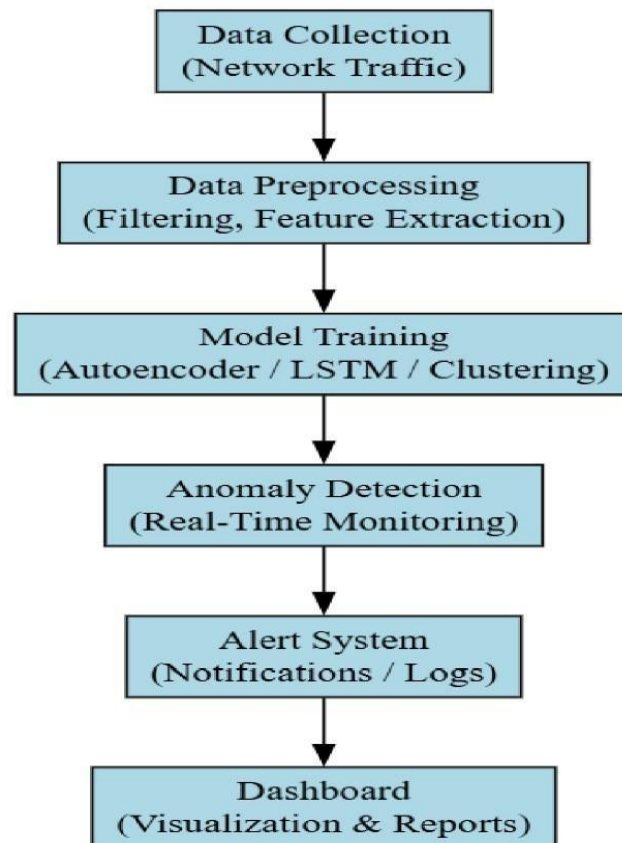 Data Collection
(Network Traffic)
Data Preprocessing
(Filtering, Feature Extraction)
Model Training
(Autoencoder / LSTM / Clustering)
Anomaly Detection
(Real-Time Monitoring)
Alert System
(Notifications / Logs)
Dashboard
(Visualization & Reports)